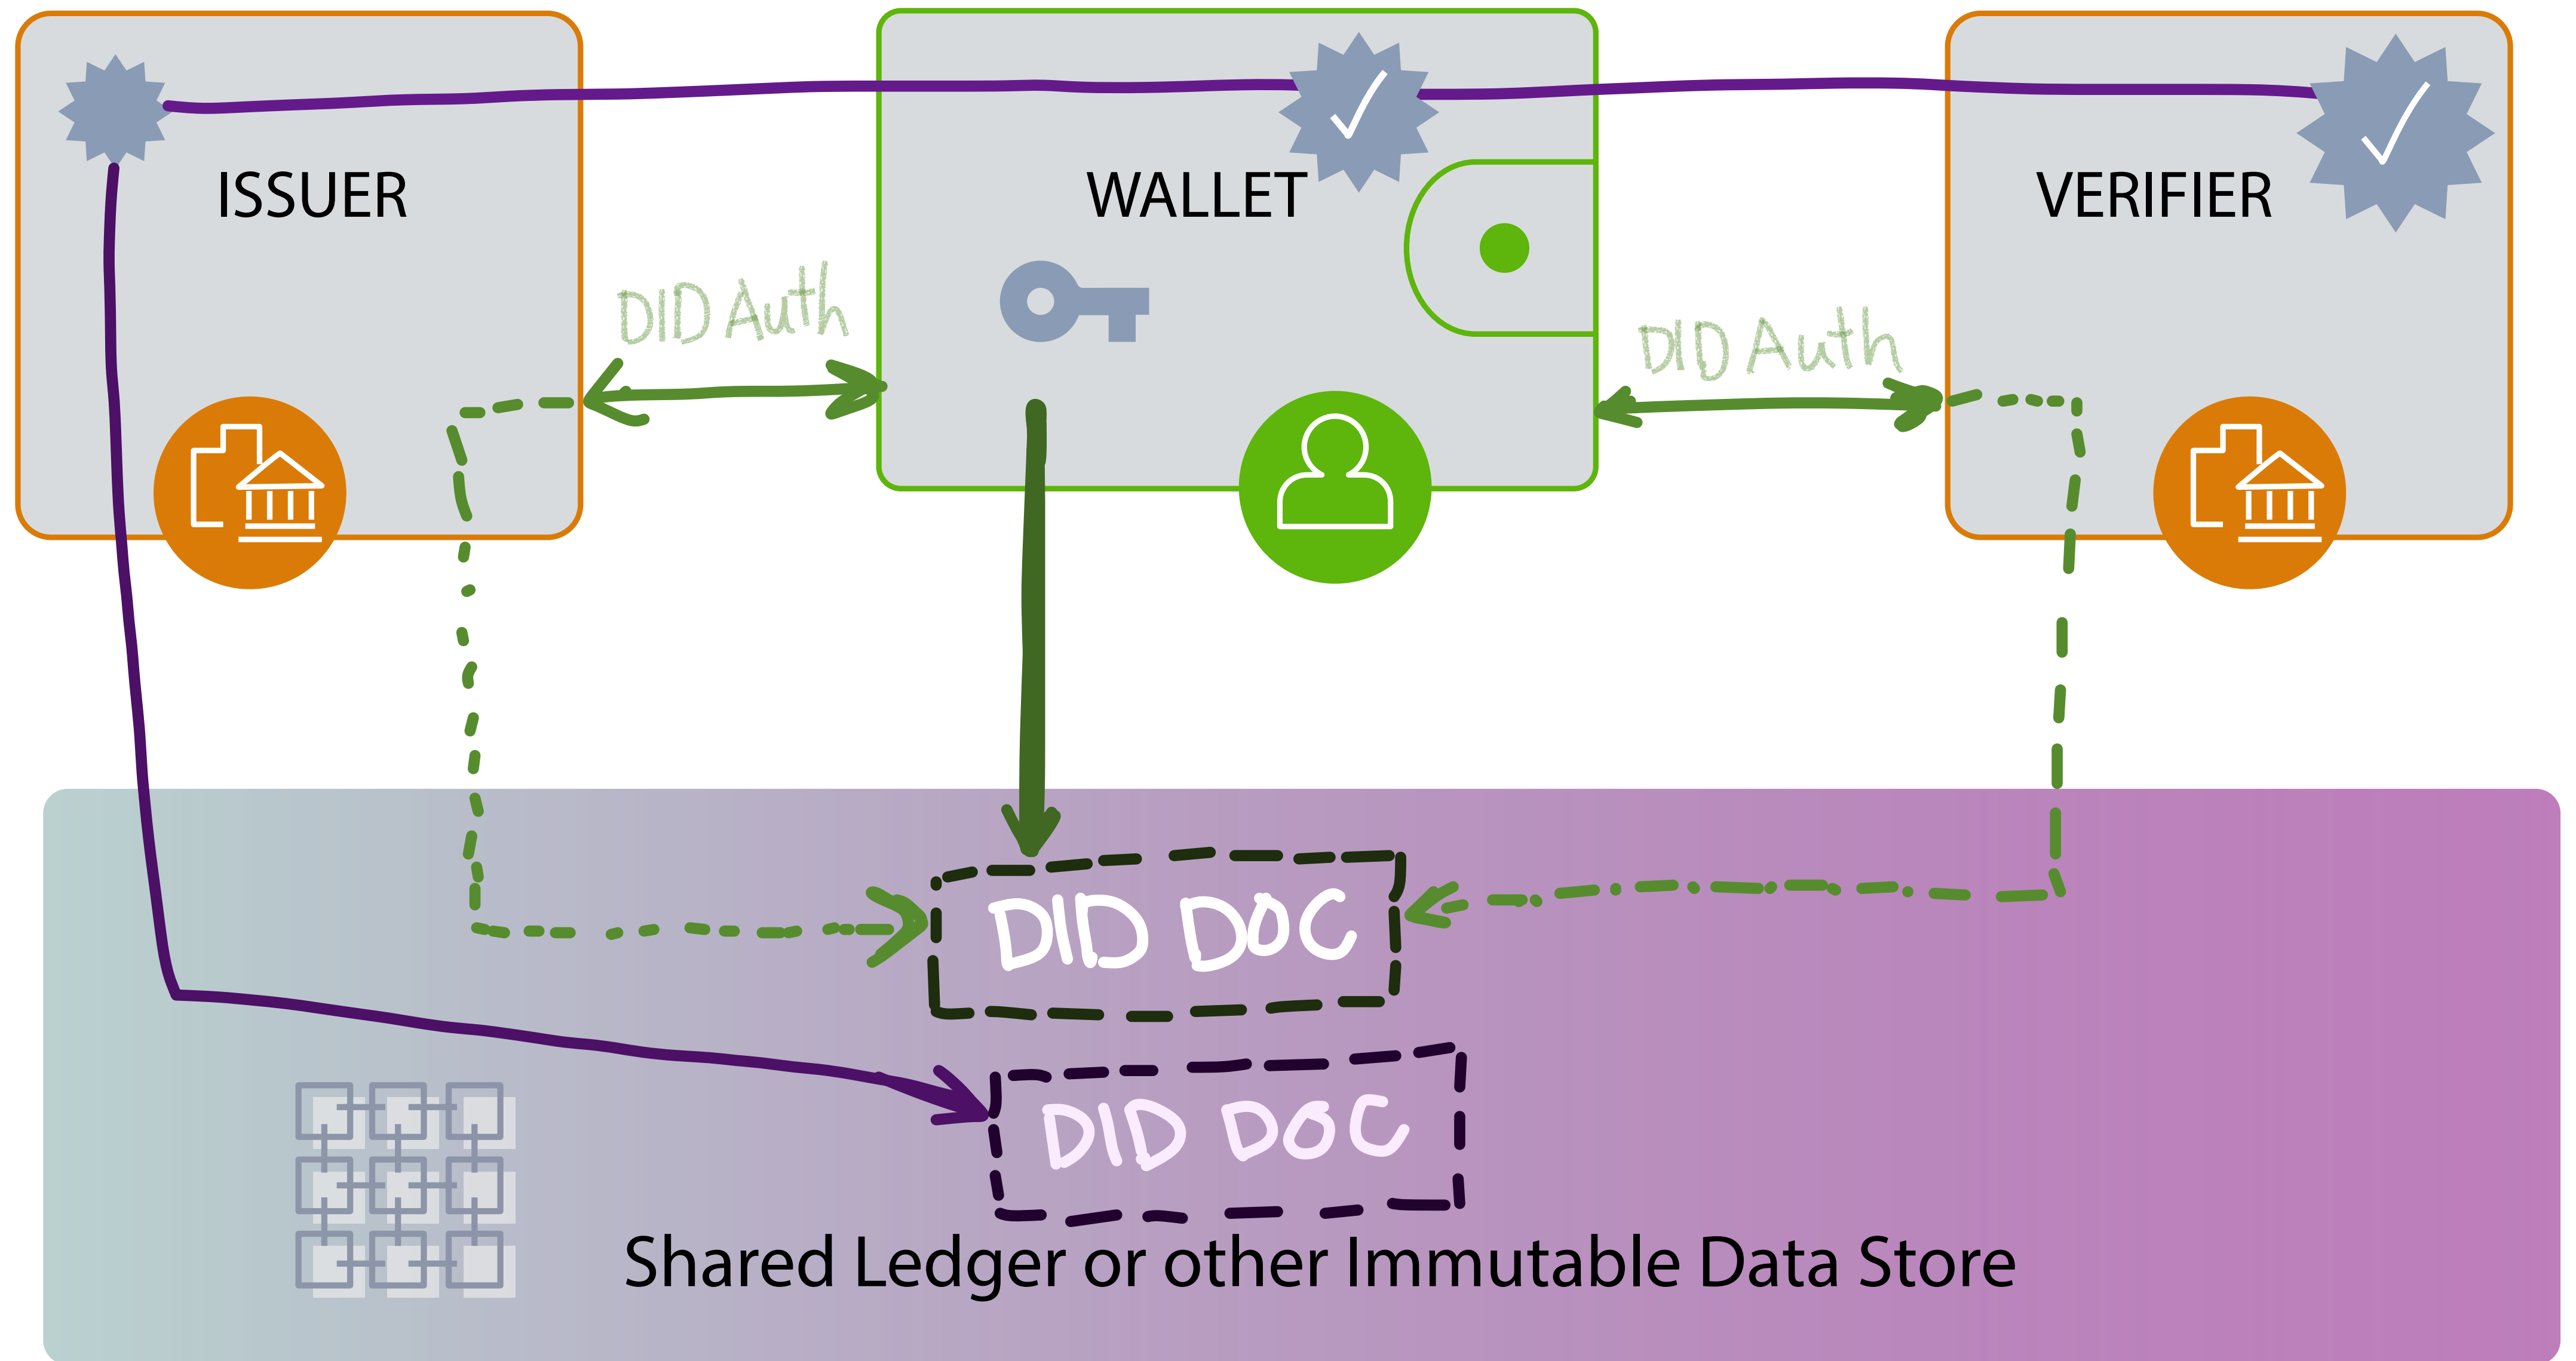 ISSUER
WALLET
VERIFIER
DID Auth
DID Auth
DID DOC
DID DOC
Shared Ledger or other Immutable Data Store